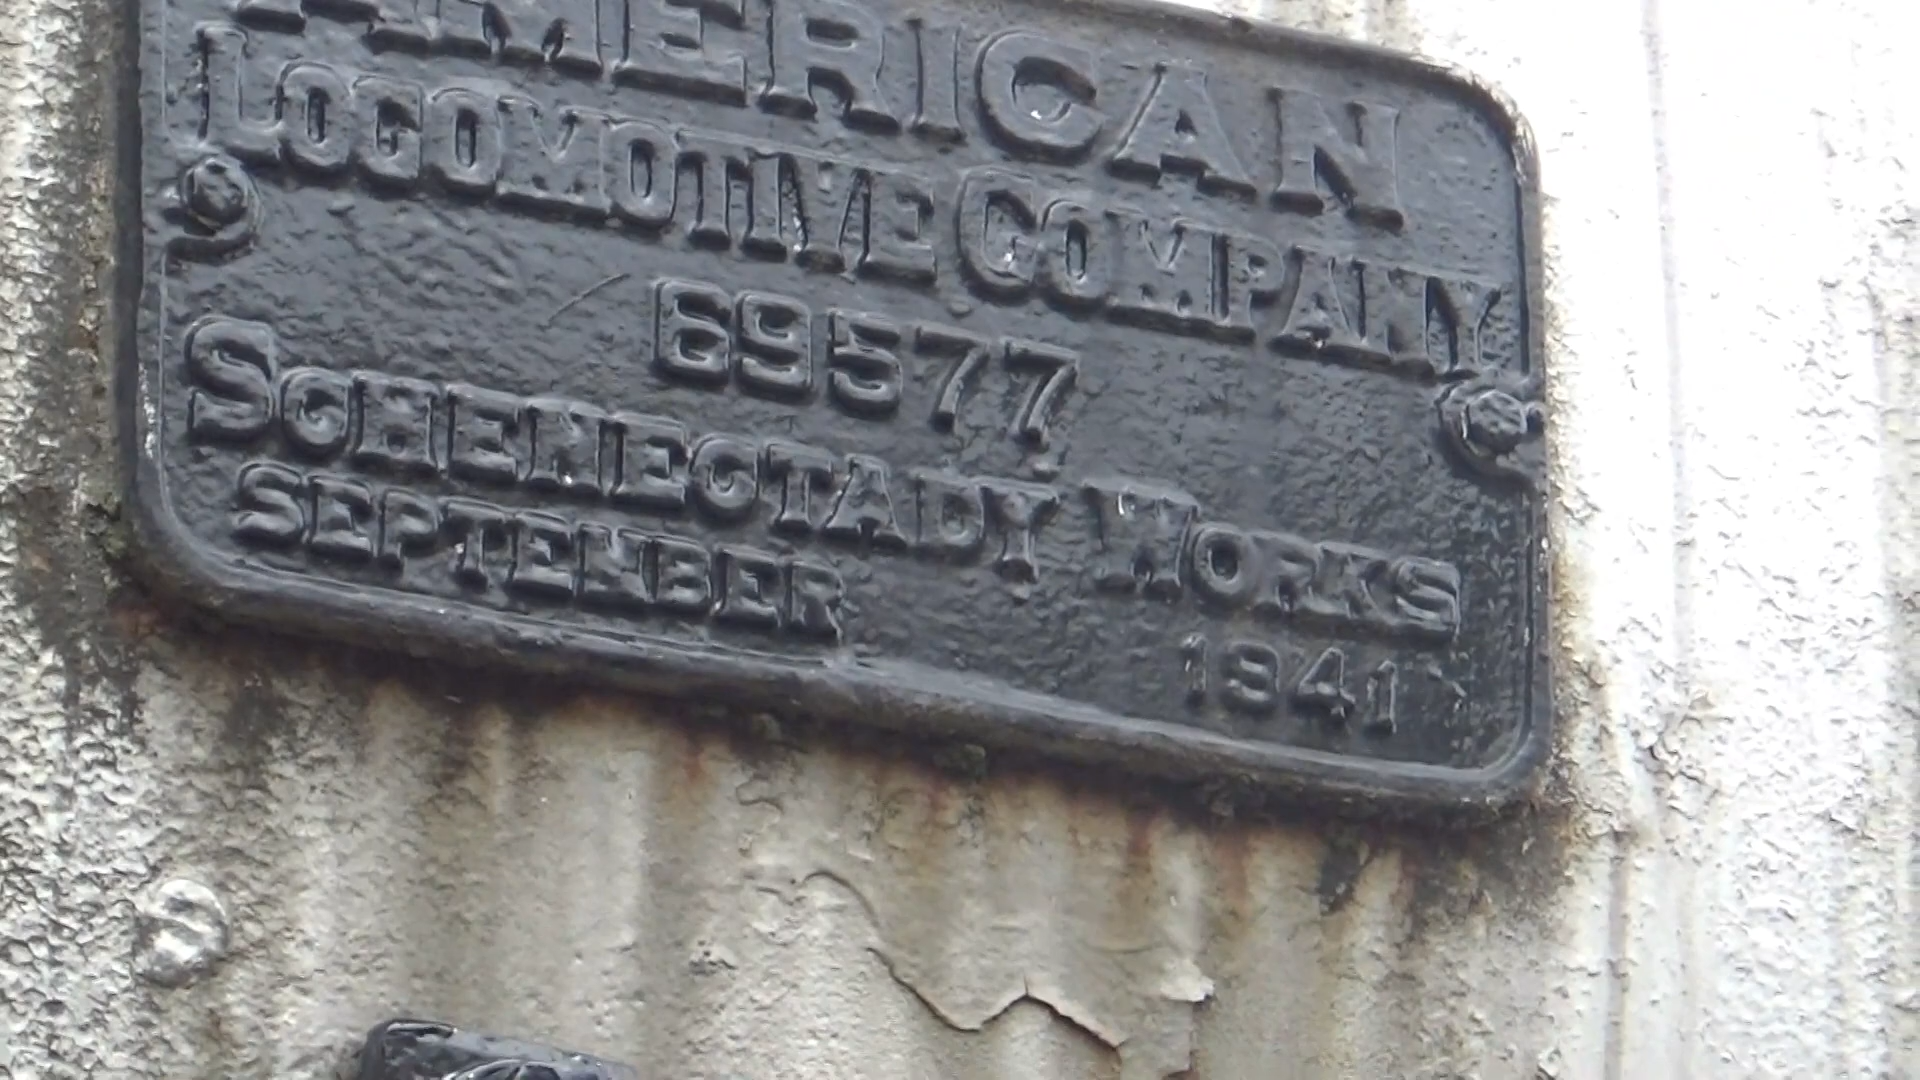 AMERICAN
LOCOMOTIVE COMPANY
69577
SCHENECTADY WORKS
SEPTEMBER 1941